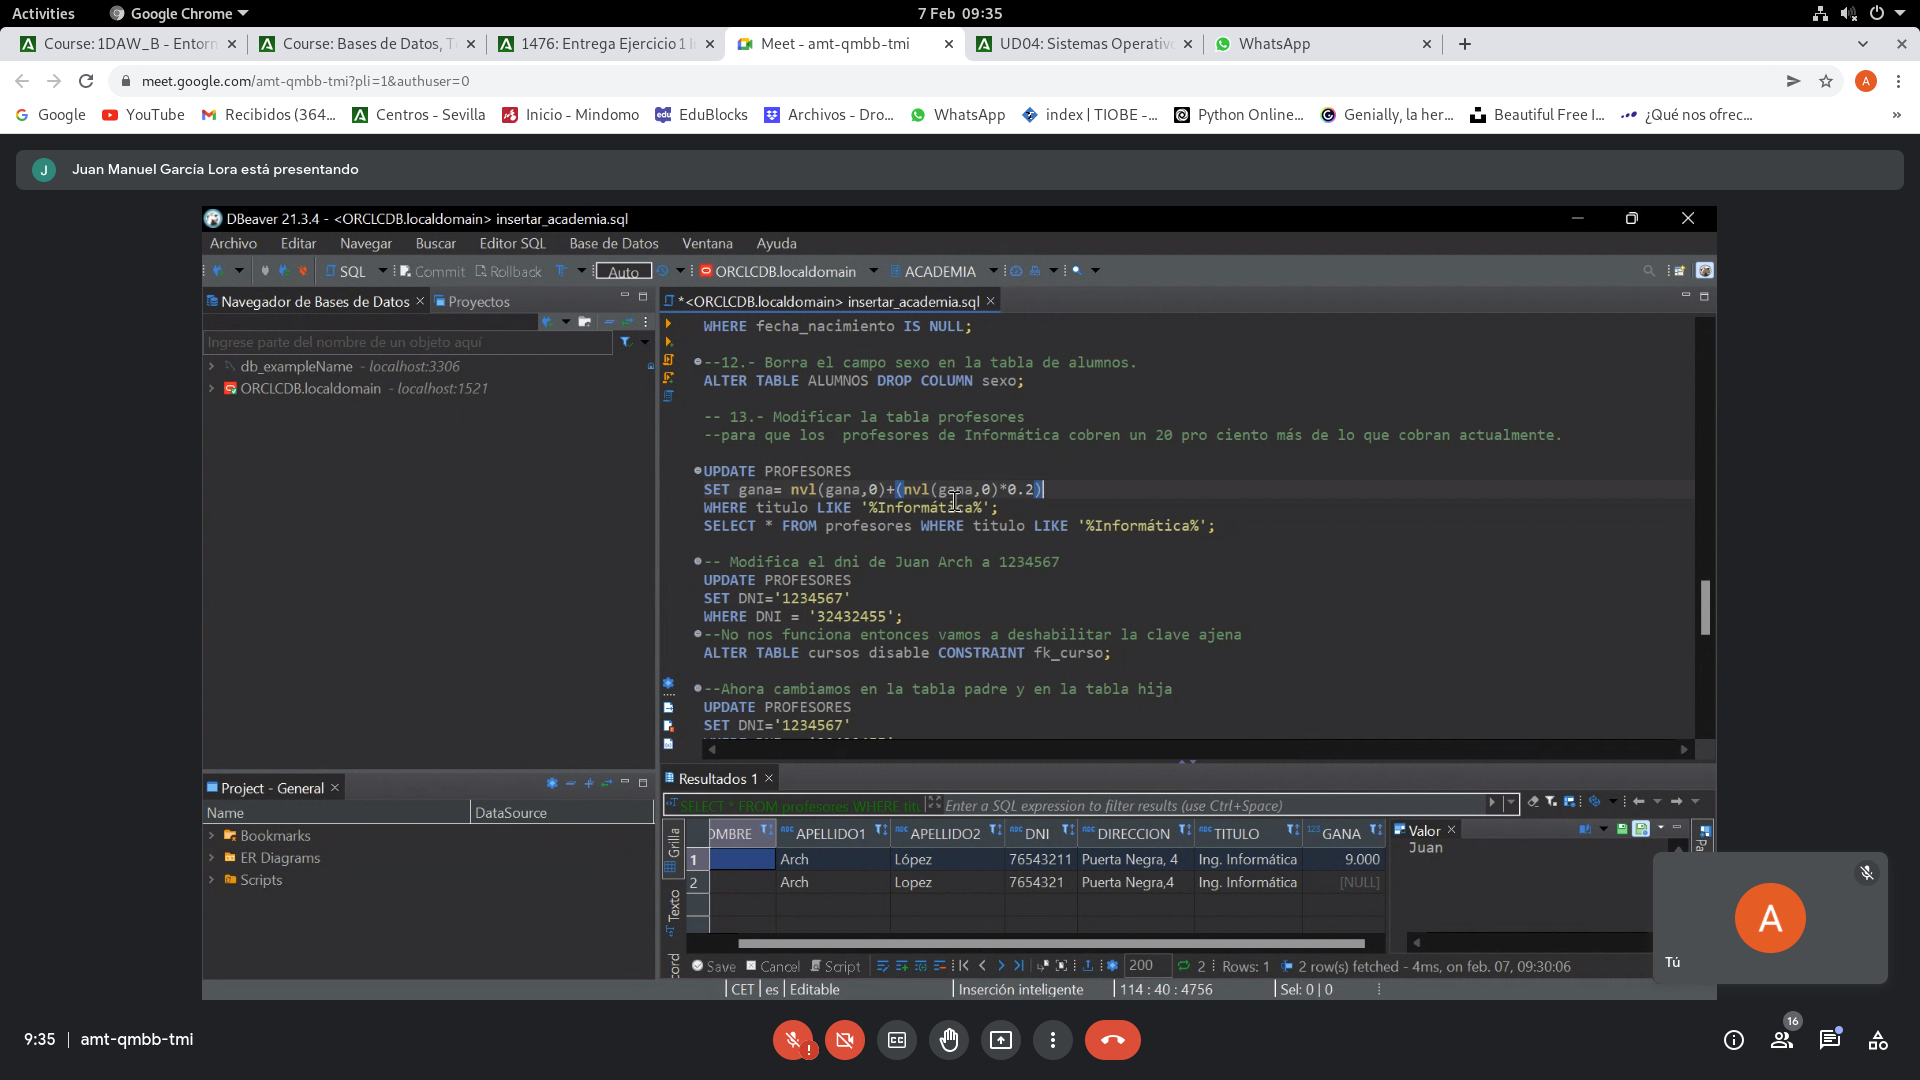 Activities
Google Chrome
7 Feb 09:35
Course: 1DAW_B - Entorn
Course: Bases de Datos, T
1476: Entrega Ejercicio 1 I
Meet - amt-qmbb-tmi
UD04: Sistemas Operativo
WhatsApp
meet.google.com/amt-qmbb-tmi?pli=1&authuser=0
A
Google
YouTube
Recibidos (364...
Centros - Sevilla
Inicio - Mindomo
EduBlocks
Archivos - Dro...
WhatsApp
index | TIOBE -...
Python Online...
Genially, la her...
Beautiful Free I...
¿Qué nos ofrec...
J
Juan Manuel García Lora está presentando
DBeaver 21.3.4 - <ORCLCDB.localdomain> insertar_academia.sql
Archivo Editar Navegar Buscar Editor SQL Base de Datos Ventana Ayuda
SQL Commit Rollback Auto ORCLCDB.localdomain ACADEMIA
Navegador de Bases de Datos
Proyectos
Ingrese parte del nombre de un objeto aquí
db_exampleName - localhost:3306
ORCLCDB.localdomain - localhost:1521
*<ORCLCDB.localdomain> insertar_academia.sql
WHERE fecha_nacimiento IS NULL;
--12.- Borra el campo sexo en la tabla de alumnos.
ALTER TABLE ALUMNOS DROP COLUMN sexo;
-- 13.- Modificar la tabla profesores
--para que los  profesores de Informática cobren un 20 pro ciento más de lo que cobran actualmente.
UPDATE PROFESORES
SET gana= nvl(gana,0)+(nvl(gana,0)*0.2)
WHERE titulo LIKE '%Informática%';
SELECT * FROM profesores WHERE titulo LIKE '%Informática%';
-- Modifica el dni de Juan Arch a 1234567
UPDATE PROFESORES
SET DNI='1234567'
WHERE DNI = '32432455';
--No nos funciona entonces vamos a deshabilitar la clave ajena
ALTER TABLE cursos disable CONSTRAINT fk_curso;
--Ahora cambiamos en la tabla padre y en la tabla hija
UPDATE PROFESORES
SET DNI='1234567'
Project - General
Name DataSource
Bookmarks
ER Diagrams
Scripts
Resultados 1
SELECT * FROM profesores WHERE titu
Enter a SQL expression to filter results (use Ctrl+Space)
Grilla
Texto
OMBRE APELLIDO1 APELLIDO2 DNI DIRECCION TITULO GANA
1 Arch López 76543211 Puerta Negra, 4 Ing. Informática 9.000
2 Arch Lopez 7654321 Puerta Negra,4 Ing. Informática [NULL]
Valor
Juan
Save Cancel Script 200 2 Rows: 1 2 row(s) fetched - 4ms, on feb. 07, 09:30:06
CET es Editable Inserción inteligente 114 : 40 : 4756 Sel: 0 | 0
A
Tú
9:35 | amt-qmbb-tmi
16